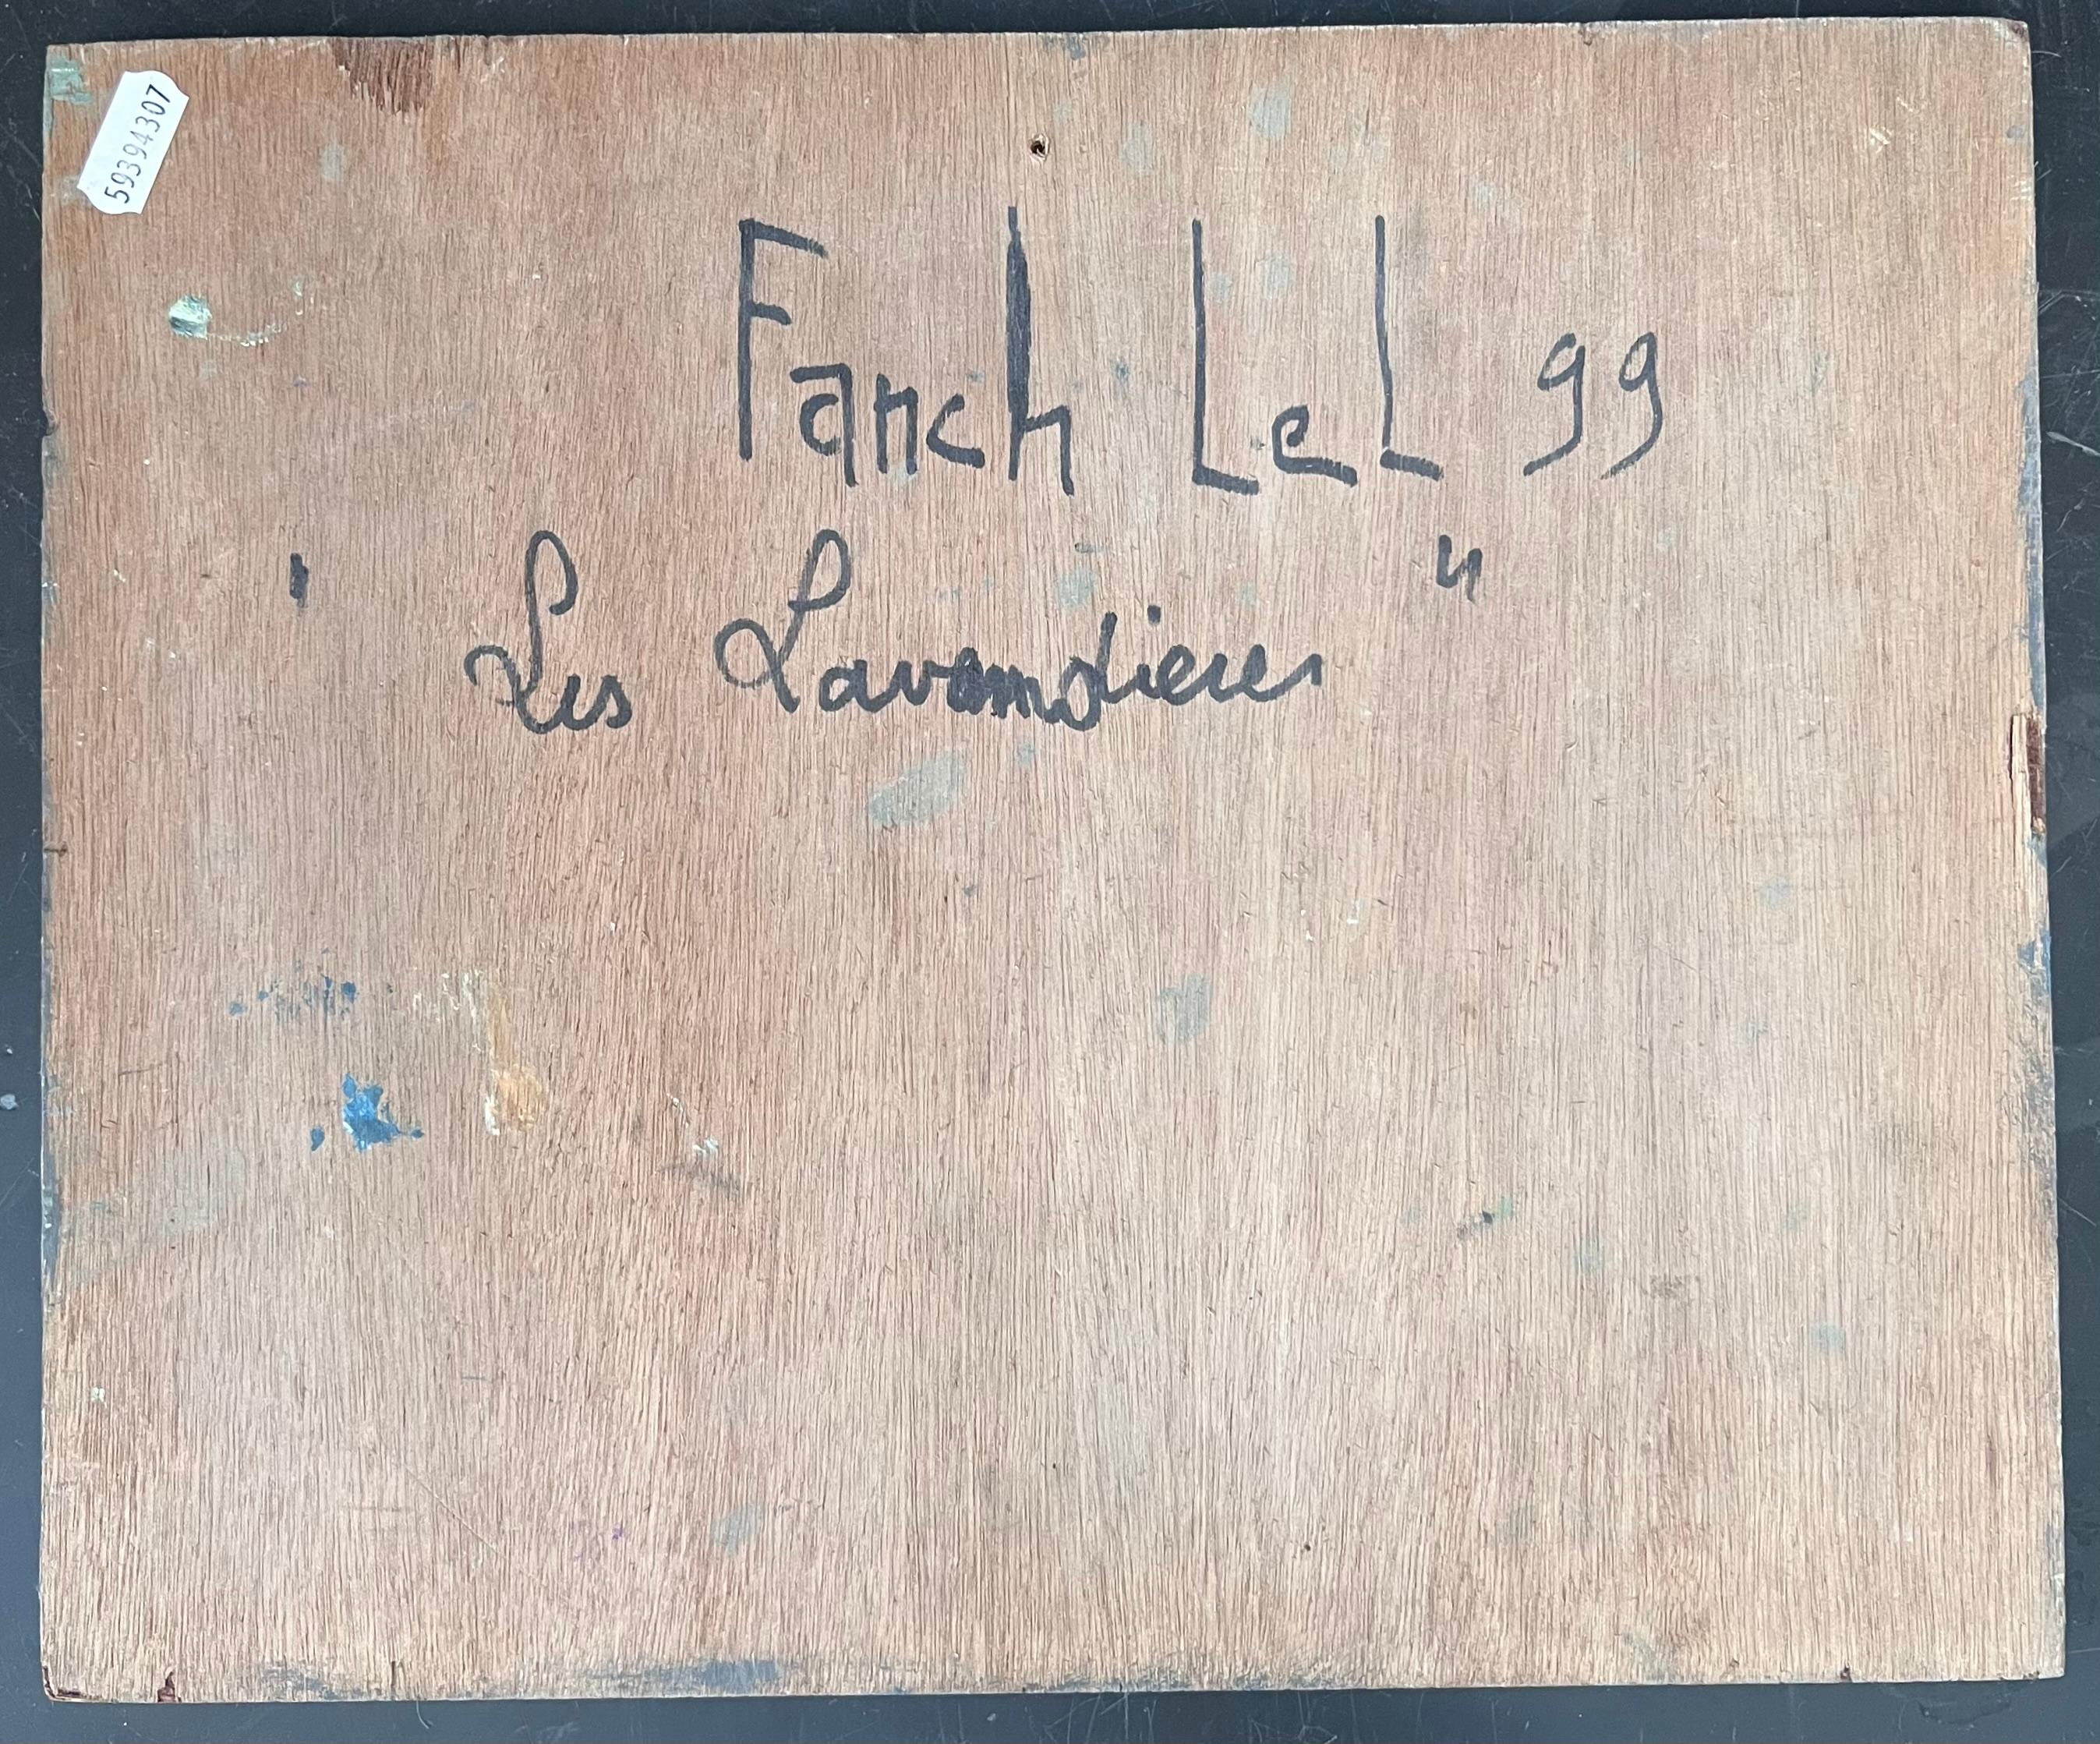 59394307
Fanch LeL 99
" Les Lavandieres "